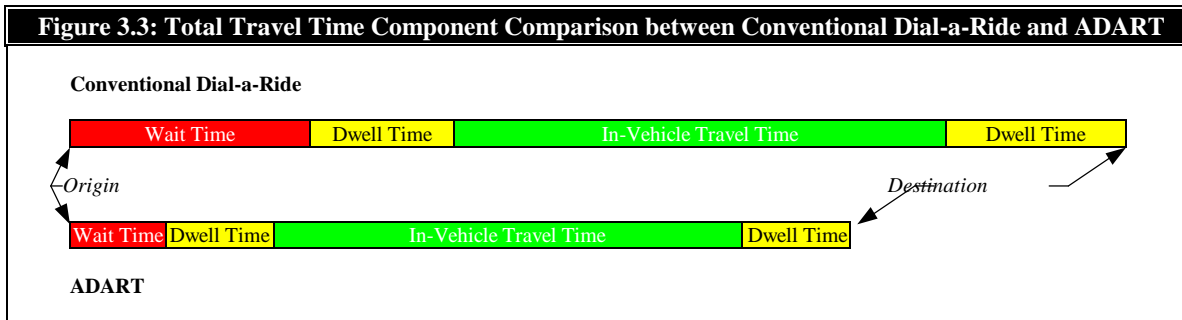 Figure 3.3: Total Travel Time Component Comparison between Conventional Dial-a-Ride and ADART
Conventional Dial-a-Ride
Wait Time Dwell Time In-Vehicle Travel Time Dwell Time
Origin Destination
Wait Time Dwell Time In-Vehicle Travel Time Dwell Time
ADART